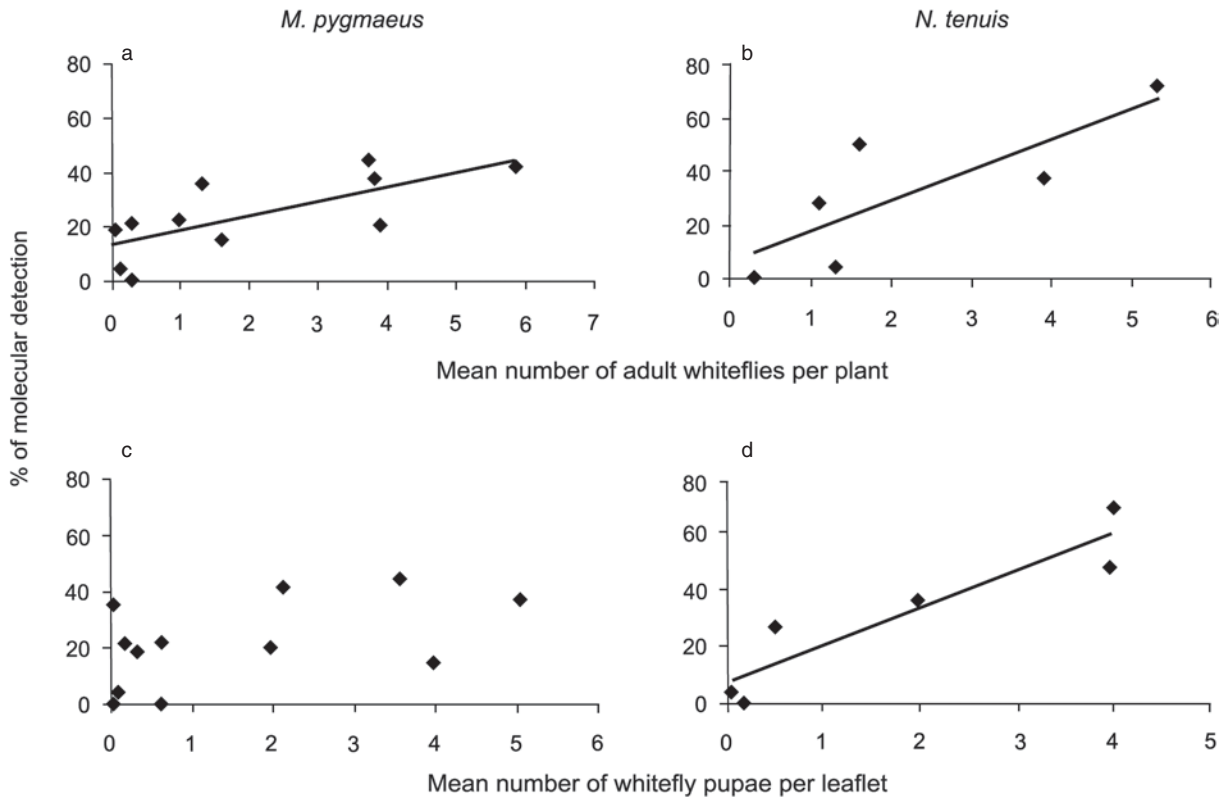 M. pygmaeus
N. tenuis
a
b
80
60
40
20
0
0 1 2 3 4 5 6 7
80
60
40
20
0
0 1 2 3 4 5 6
Mean number of adult whiteflies per plant
% of molecular detection
c
d
80
60
40
20
0
0 1 2 3 4 5 6
80
60
40
20
0
0 1 2 3 4 5
Mean number of whitefly pupae per leaflet